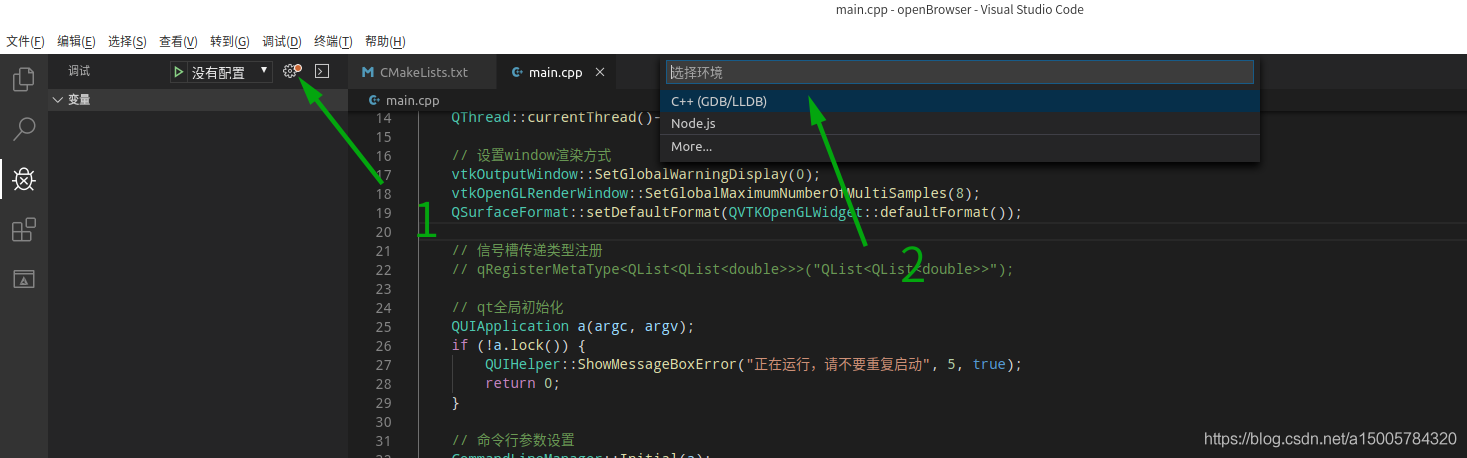 main.cpp - openBrowser - Visual Studio Code
文件(F) 编辑(E) 选择(S) 查看(V) 转到(G) 调试(D) 终端(T) 帮助(H)
调试 没有配置
变量
CMakeLists.txt main.cpp
main.cpp
选择环境
C++ (GDB/LLDB)
Node.js
More...
14 QThread::currentThread()-
15
16 // 设置window渲染方式
17 vtkOutputWindow::SetGlobalWarningDisplay(0);
18 vtkOpenGLRenderWindow::SetGlobalMaximumNumberOfMultiSamples(8);
19 QSurfaceFormat::setDefaultFormat(QVTKOpenGLWidget::defaultFormat());
20
21 // 信号槽传递类型注册
22 // qRegisterMetaType<QList<QList<double>>>("QList<QList<double>>");
23
24 // qt全局初始化
25 QUIApplication a(argc, argv);
26 if (!a.lock()) {
27 QUIHelper::ShowMessageBoxError("正在运行，请不要重复启动", 5, true);
28 return 0;
29 }
30
31 // 命令行参数设置
32 CommandLineManager::Initial(a);
1
2
https://blog.csdn.net/a15005784320